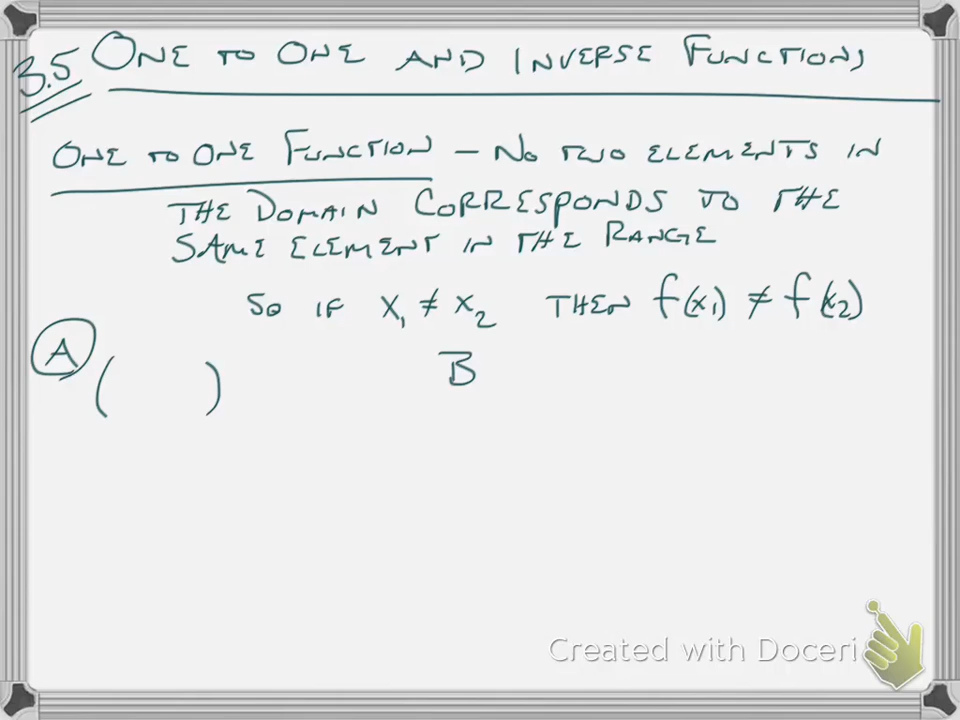 3.5 ONE TO ONE AND INVERSE FUNCTIONS
ONE TO ONE FUNCTION - NO TWO ELEMENTS IN
THE DOMAIN CORRESPONDS TO THE
SAME ELEMENT IN THE RANGE
SO IF X₁ ≠ X₂ THEN f(x₁) ≠ f(x₂)
A ( ) B
Created with Doceri